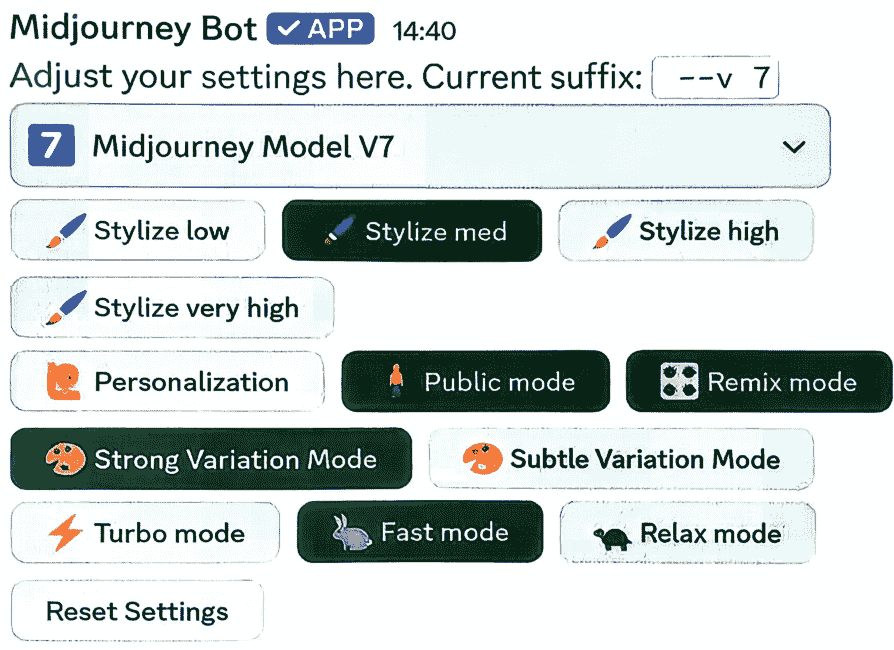 Midjourney Bot ✓ APP 14:40
Adjust your settings here. Current suffix: --v 7
7 Midjourney Model V7
Stylize low Stylize med Stylize high
Stylize very high
Personalization Public mode Remix mode
Strong Variation Mode Subtle Variation Mode
Turbo mode Fast mode Relax mode
Reset Settings